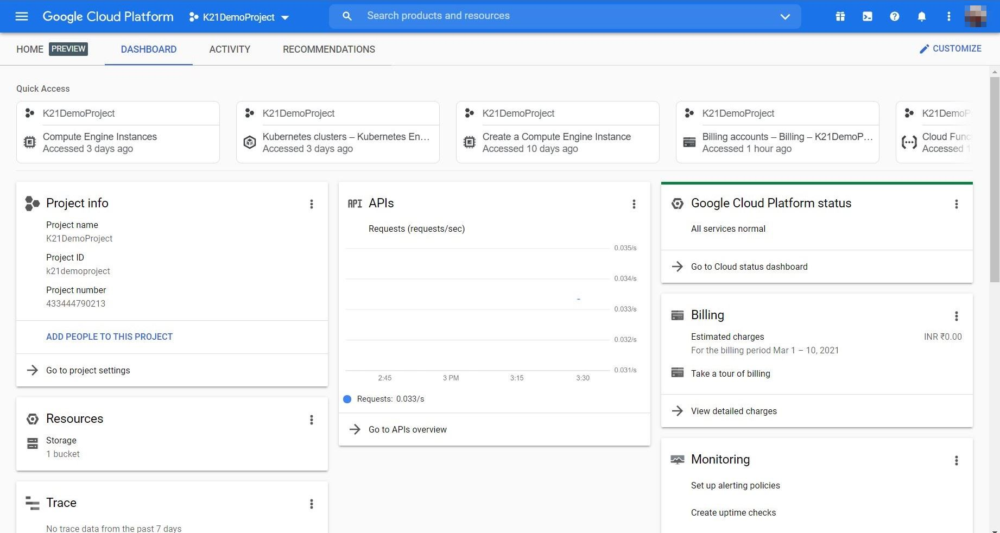 Google Cloud Platform
K21DemoProject
Search products and resources
HOME PREVIEW
DASHBOARD
ACTIVITY
RECOMMENDATIONS
CUSTOMIZE
Quick Access
K21DemoProject
Compute Engine Instances
Accessed 3 days ago
K21DemoProject
Kubernetes clusters – Kubernetes En...
Accessed 3 days ago
K21DemoProject
Create a Compute Engine Instance
Accessed 10 days ago
K21DemoProject
Billing accounts – Billing – K21DemoP...
Accessed 1 hour ago
K21DemoP
Cloud Func
Accessed 1
Project info
Project name
K21DemoProject
Project ID
k21demoproject
Project number
433444790213
ADD PEOPLE TO THIS PROJECT
Go to project settings
Resources
Storage
1 bucket
Trace
No trace data from the past 7 days
API APIs
Requests (requests/sec)
0.035/s
0.034/s
0.033/s
0.032/s
0.031/s
2:45 3 PM 3:15 3:30
Requests: 0.033/s
Go to APIs overview
Google Cloud Platform status
All services normal
Go to Cloud status dashboard
Billing
Estimated charges INR ₹0.00
For the billing period Mar 1 – 10, 2021
Take a tour of billing
View detailed charges
Monitoring
Set up alerting policies
Create uptime checks